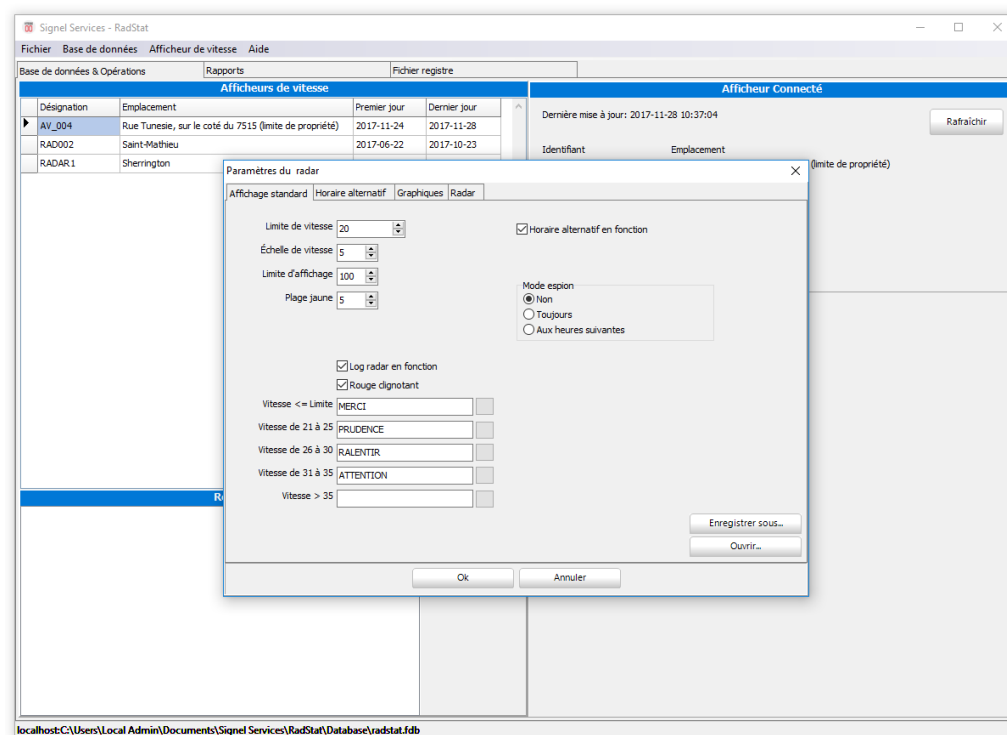 Signel Services - RadStat
Fichier Base de données Afficheur de vitesse Aide
Base de données & Opérations Rapports Fichier registre
Afficheurs de vitesse
Désignation Emplacement Premier jour Dernier jour
AV_004 Rue Tunesie, sur le coté du 7515 (limite de propriété) 2017-11-24 2017-11-28
RAD002 Saint-Mathieu 2017-06-22 2017-10-23
RADAR1 Sherrington
Afficheur Connecté
Dernière mise à jour: 2017-11-28 10:37:04
Rafraîchir
Identifiant Emplacement
(limite de propriété)
Paramètres du radar
Affichage standard Horaire alternatif Graphiques Radar
Limite de vitesse 20
Échelle de vitesse 5
Limite d'affichage 100
Plage jaune 5
Horaire alternatif en fonction
Mode espion
Non
Toujours
Aux heures suivantes
Log radar en fonction
Rouge clignotant
Vitesse <= Limite MERCI
Vitesse de 21 à 25 PRUDENCE
Vitesse de 26 à 30 RALENTIR
Vitesse de 31 à 35 ATTENTION
Vitesse > 35
Enregistrer sous...
Ouvrir...
Ok Annuler
localhost:C:\Users\Local Admin\Documents\Signel Services\RadStat\Database\radstat.fdb